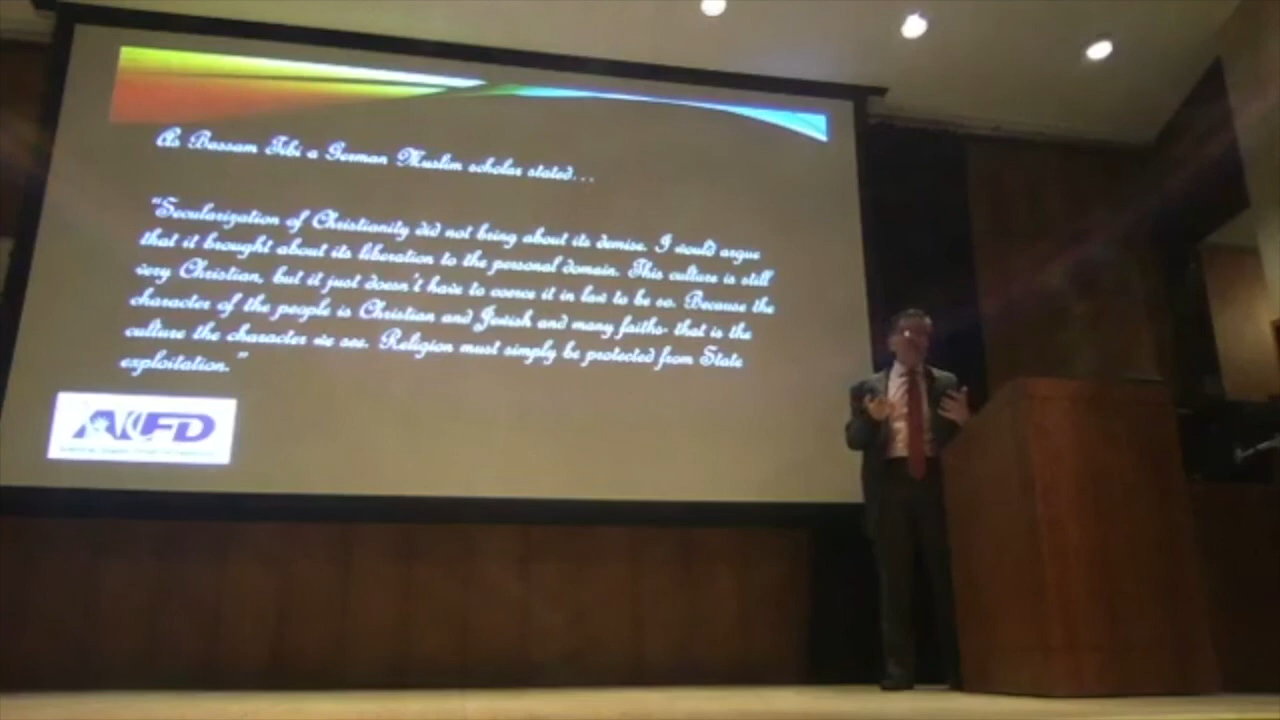 As Bassam Tibi a German Muslim scholar stated...
“Secularization of Christianity did not bring about its demise. I would argue
that it brought about its liberation to the personal domain. This culture is still
very Christian, but it just doesn't have to coerce it in law to be so. Because the
character of the people is Christian and Jewish and many faiths- that is the
culture the character we see. Religion must simply be protected from State
exploitation.”
AIFD